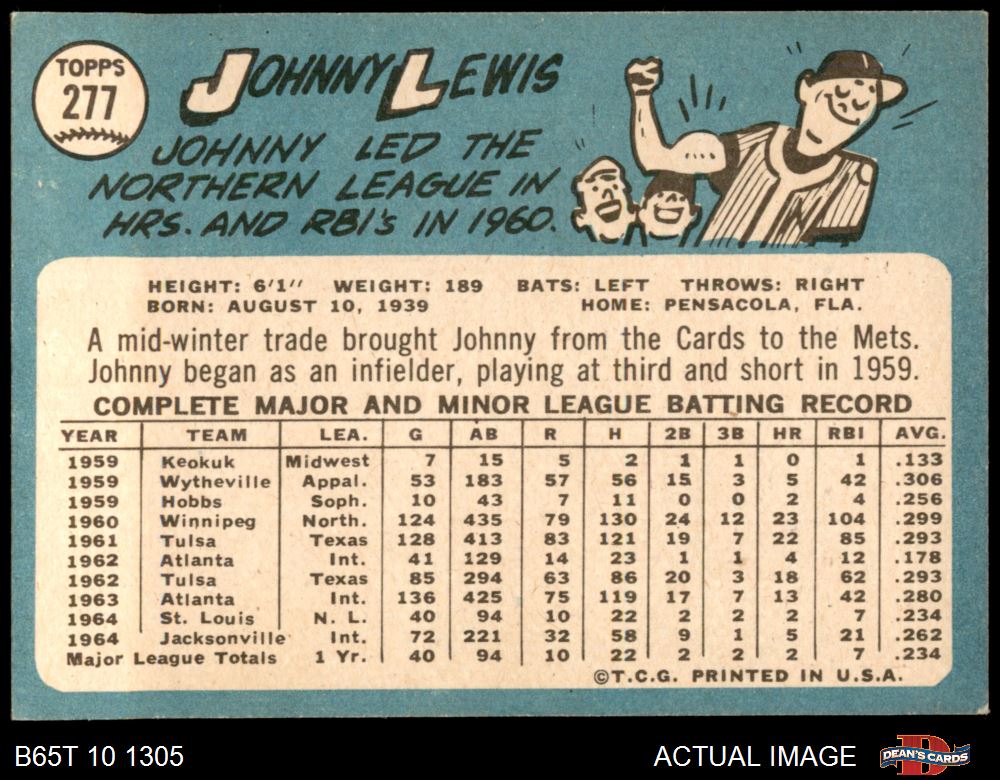 TOPPS
277
JOHNNY LEWIS
JOHNNY LED THE
NORTHERN LEAGUE IN
HRS. AND RBI's IN 1960.
HEIGHT: 6'1" WEIGHT: 189 BATS: LEFT THROWS: RIGHT
BORN: AUGUST 10, 1939 HOME: PENSACOLA, FLA.
A mid-winter trade brought Johnny from the Cards to the Mets.
Johnny began as an infielder, playing at third and short in 1959.
COMPLETE MAJOR AND MINOR LEAGUE BATTING RECORD
YEAR TEAM LEA. G AB R H 2B 3B HR RBI AVG.
1959 Keokuk Midwest 7 15 5 2 1 1 0 1 .133
1959 Wytheville Appal. 53 183 57 56 15 3 5 42 .306
1959 Hobbs Soph. 10 43 7 11 0 0 2 4 .256
1960 Winnipeg North. 124 435 79 130 24 12 23 104 .299
1961 Tulsa Texas 128 413 83 121 19 7 22 85 .293
1962 Atlanta Int. 41 129 14 23 1 1 4 12 .178
1962 Tulsa Texas 85 294 63 86 20 3 18 62 .293
1963 Atlanta Int. 136 425 75 119 17 7 13 42 .280
1964 St. Louis N. L. 40 94 10 22 2 2 2 7 .234
1964 Jacksonville Int. 72 221 32 58 9 1 5 21 .262
Major League Totals 1 Yr. 40 94 10 22 2 2 2 7 .234
©T.C.G. PRINTED IN U.S.A.
B65T 10 1305 ACTUAL IMAGE DEAN'S CARDS